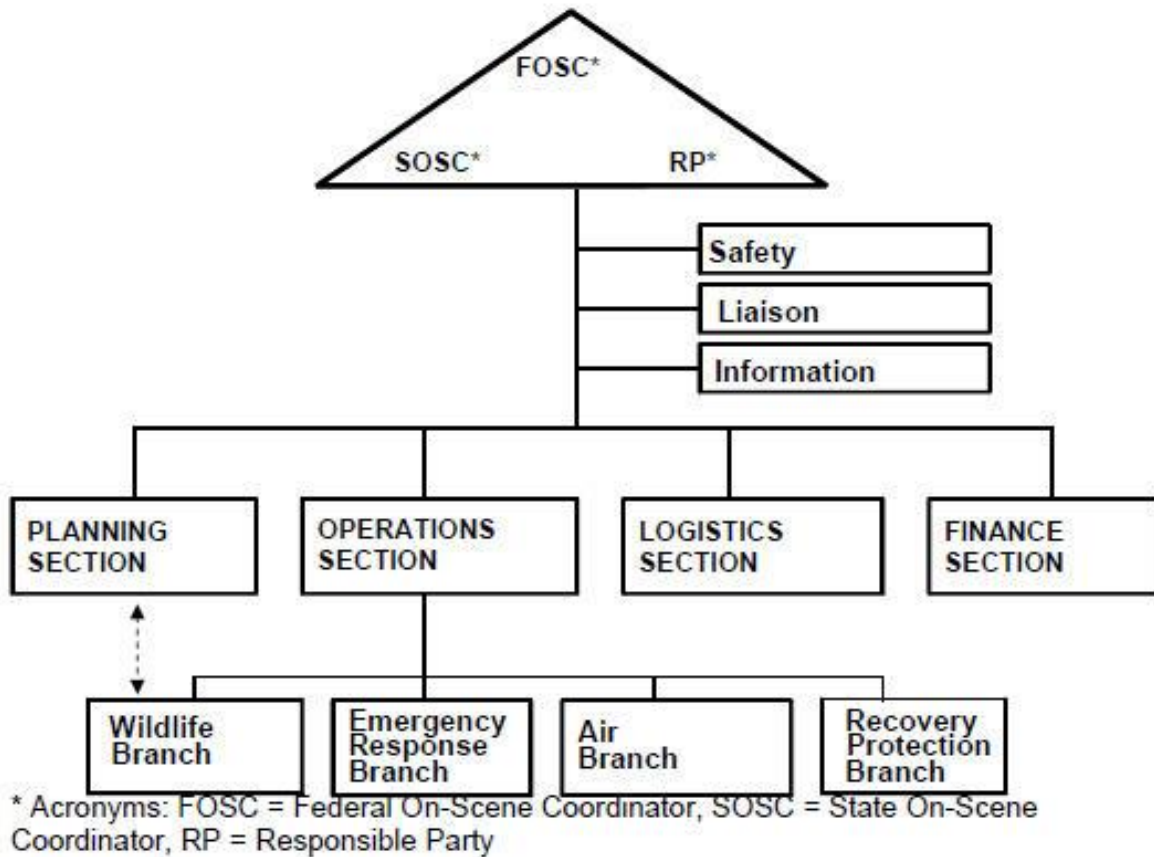 FOSC*
SOSC* RP*
Safety
Liaison
Information
PLANNING
SECTION
OPERATIONS
SECTION
LOGISTICS
SECTION
FINANCE
SECTION
Wildlife
Branch
Emergency
Response
Branch
Air
Branch
Recovery
Protection
Branch
* Acronyms: FOSC = Federal On-Scene Coordinator, SOSC = State On-Scene
Coordinator, RP = Responsible Party